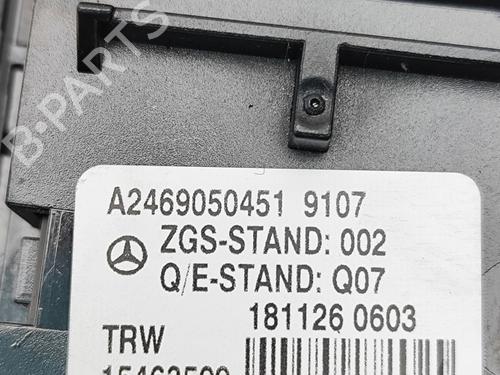 B-PARTS
A2469050451 9107
ZGS-STAND: 002
Q/E-STAND: Q07
181126 0603
TRW